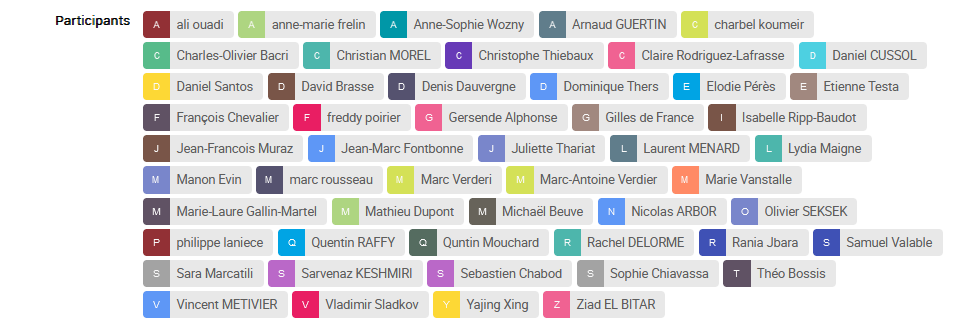 Participants A ali ouadi A anne-marie frelin A Anne-Sophie Wozny A Arnaud GUERTIN C charbel koumeir
C Charles-Olivier Bacri C Christian MOREL C Christophe Thiebaux C Claire Rodriguez-Lafrasse D Daniel CUSSOL
D Daniel Santos D David Brasse D Denis Dauvergne D Dominique Thers E Elodie Pérès E Etienne Testa
F François Chevalier F freddy poirier G Gersende Alphonse G Gilles de France I Isabelle Ripp-Baudot
J Jean-Francois Muraz J Jean-Marc Fontbonne J Juliette Thariat L Laurent MENARD L Lydia Maigne
M Manon Evin M marc rousseau M Marc Verderi M Marc-Antoine Verdier M Marie Vanstalle
M Marie-Laure Gallin-Martel M Mathieu Dupont M Michaël Beuve N Nicolas ARBOR O Olivier SEKSEK
P philippe laniece Q Quentin RAFFY Q Quntin Mouchard R Rachel DELORME R Rania Jbara S Samuel Valable
S Sara Marcatili S Sarvenaz KESHMIRI S Sebastien Chabod S Sophie Chiavassa T Théo Bossis
V Vincent METIVIER V Vladimir Sladkov Y Yajing Xing Z Ziad EL BITAR